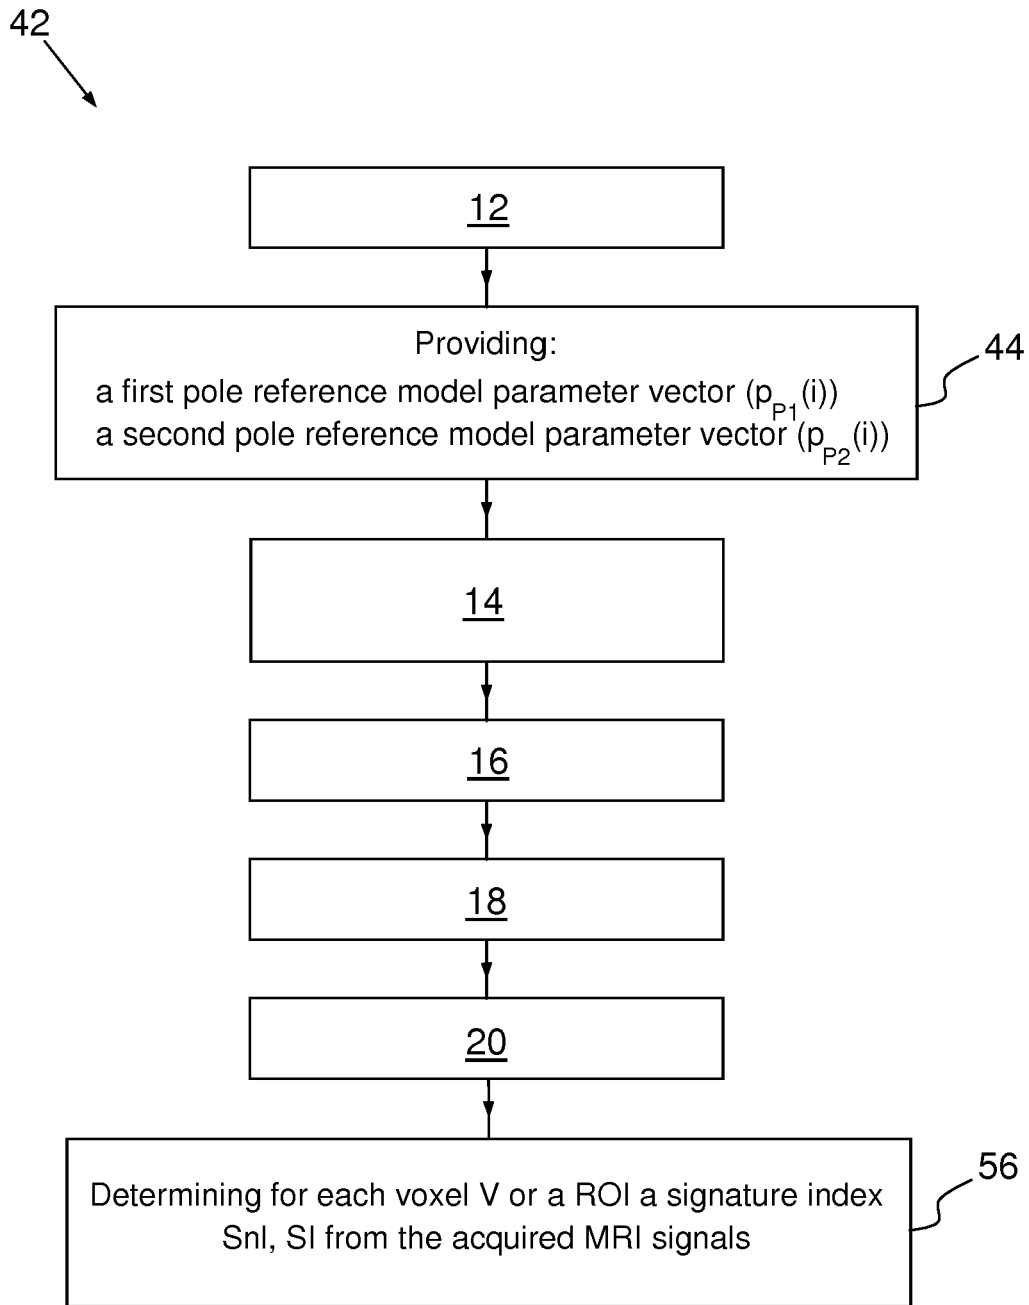 42
12
Providing:
a first pole reference model parameter vector (pP1(i))
a second pole reference model parameter vector (pP2(i))
44
14
16
18
20
Determining for each voxel V or a ROI a signature index
SnI, SI from the acquired MRI signals
56